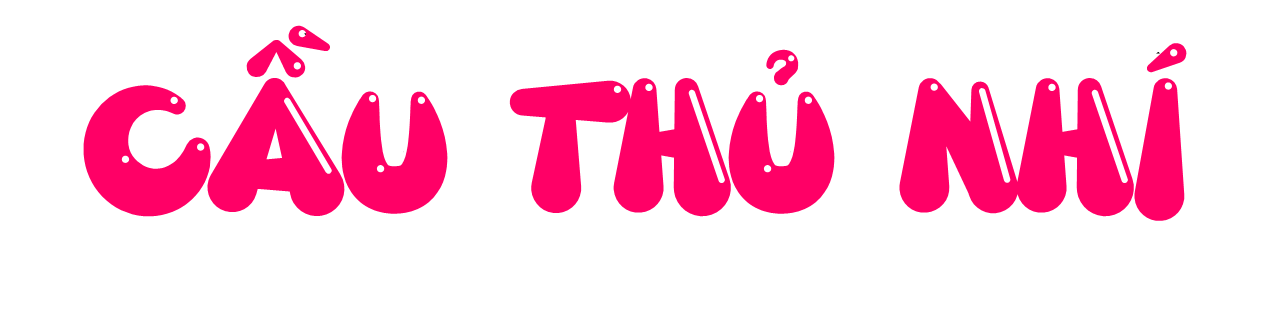 CẦU THỦ NHÍ